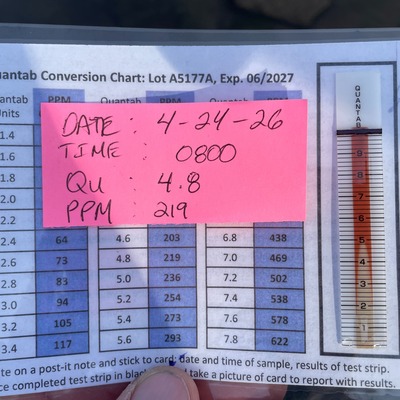 uantab Conversion Chart: Lot A5177A, Exp. 06/2027
antab Units PPM Quantab PPM
1.4
1.6
1.8
2.0
2.2
DATE: 4-24-26
TIME: 0800
QU: 4.8
PPM: 219
2.4 64 4.6 203 6.8 438
2.6 73 4.8 219 7.0 469
2.8 83 5.0 236 7.2 502
3.0 94 5.2 254 7.4 538
3.2 105 5.4 273 7.6 578
3.4 117 5.6 293 7.8 622
QUANTAB
9
8
7
6
5
4
3
2
1
te on a post-it note and stick to card: date and time of sample, results of test strip.
ce completed test strip in blac take a picture of card to report with results.